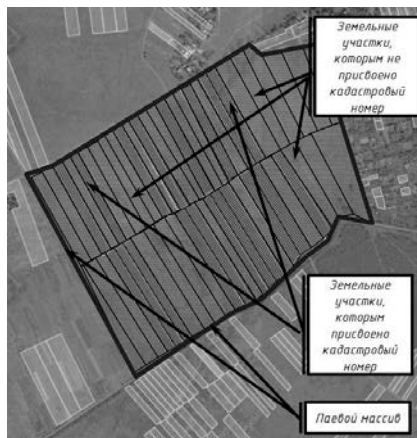 Земельные
участки,
которым не
присвоено
кадастровый
номер
Земельные
участки,
которым
присвоено
кадастровый
номер
Паевой массив